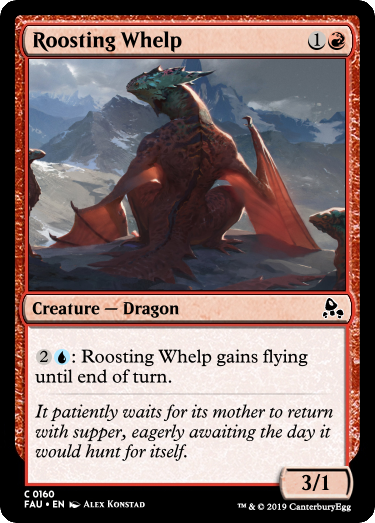 Roosting Whelp 1
2 : Roosting Whelp gains flying
until end of turn.
Creature — Dragon
It patiently waits for its mother to return
with supper, eagerly awaiting the day it
would hunt for itself.
3/1
C 0160
FAU • EN Alex Konstad
™ & © 2019 CanterburyEgg